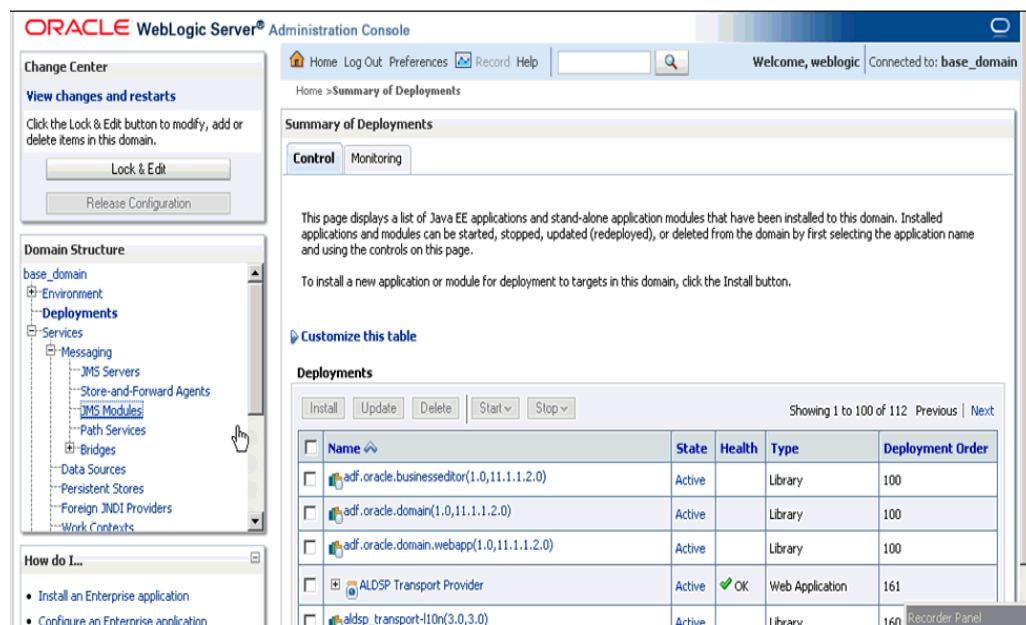 ORACLE WebLogic Server® Administration Console
Change Center
View changes and restarts
Click the Lock & Edit button to modify, add or
delete items in this domain.
Lock & Edit
Release Configuration
Domain Structure
base_domain
Environment
Deployments
Services
Messaging
JMS Servers
Store-and-Forward Agents
JMS Modules
Path Services
Bridges
Data Sources
Persistent Stores
Foreign JNDI Providers
Work Contexts
How do I...
Install an Enterprise application
Configure an Enterprise application
Home Log Out Preferences Record Help
Welcome, weblogic Connected to: base_domain
Home >Summary of Deployments
Summary of Deployments
Control Monitoring
This page displays a list of Java EE applications and stand-alone application modules that have been installed to this domain. Installed
applications and modules can be started, stopped, updated (redeployed), or deleted from the domain by first selecting the application name
and using the controls on this page.
To install a new application or module for deployment to targets in this domain, click the Install button.
Customize this table
Deployments
Install Update Delete Start Stop Showing 1 to 100 of 112 Previous | Next
Name State Health Type Deployment Order
adf.oracle.businesseditor(1.0,11.1.1.2.0) Active Library 100
adf.oracle.domain(1.0,11.1.1.2.0) Active Library 100
adf.oracle.domain.webapp(1.0,11.1.1.2.0) Active Library 100
ALDSP Transport Provider Active OK Web Application 161
aldsp_transport-l10n(3.0,3.0) Active Library 160
Recorder Panel